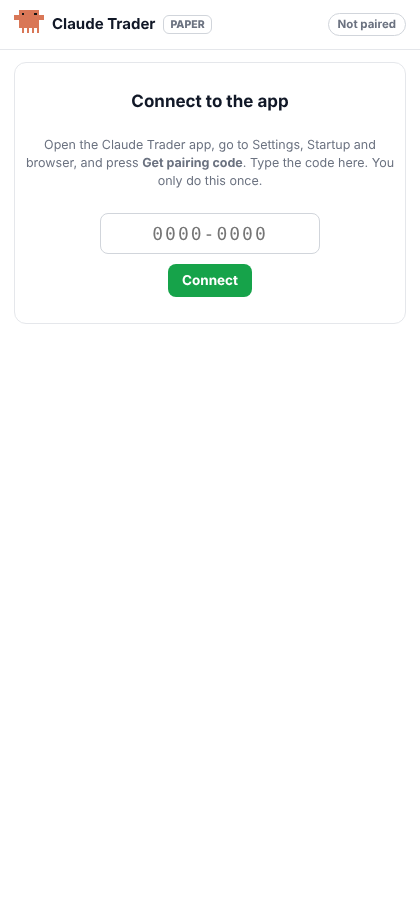 Claude Trader
PAPER
Not paired
Connect to the app
Open the Claude Trader app, go to Settings, Startup and
browser, and press Get pairing code. Type the code here. You
only do this once.
0000-0000
Connect